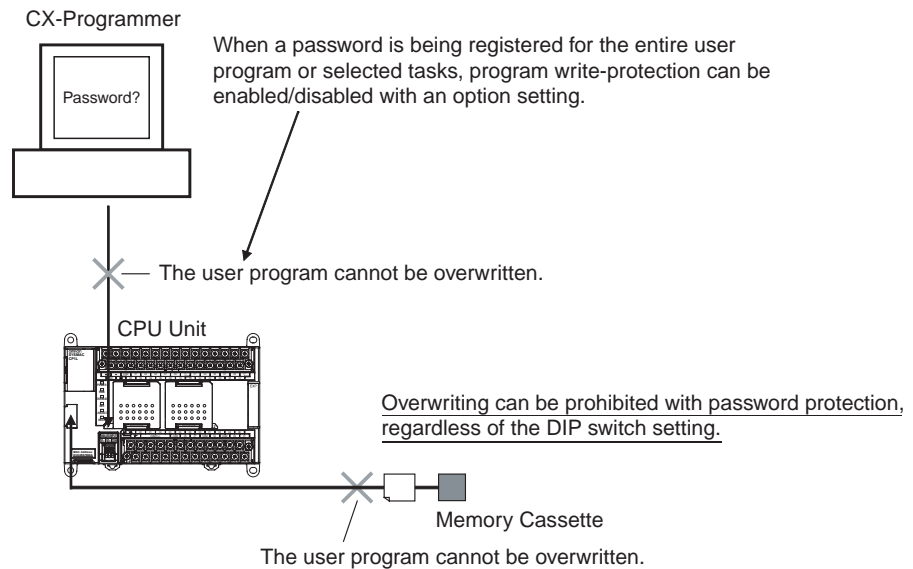 CX-Programmer
When a password is being registered for the entire user
program or selected tasks, program write-protection can be
enabled/disabled with an option setting.
Password?
The user program cannot be overwritten.
CPU Unit
SYSMAC
CP1L
Overwriting can be prohibited with password protection,
regardless of the DIP switch setting.
Memory Cassette
The user program cannot be overwritten.